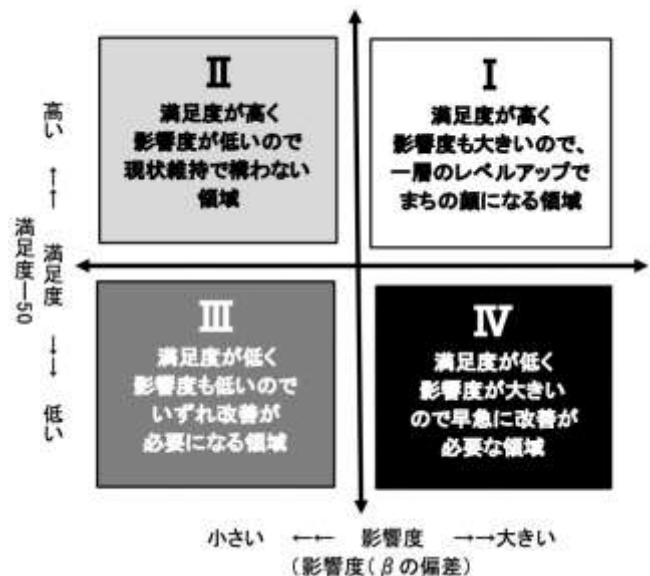 Ⅱ
満足度が高く
影響度が低いので
現状維持で構わない
領域
Ⅰ
満足度が高く
影響度も大きいので、
一層のレベルアップで
まちの顔になる領域
Ⅲ
満足度が低く
影響度も低いので
いずれ改善が
必要になる領域
Ⅳ
満足度が低く
影響度が大きい
ので早急に改善が
必要な領域
高い ←← 満足度 →→ 低い
満足度―50
小さい ←← 影響度 →→大きい
(影響度(βの偏差)